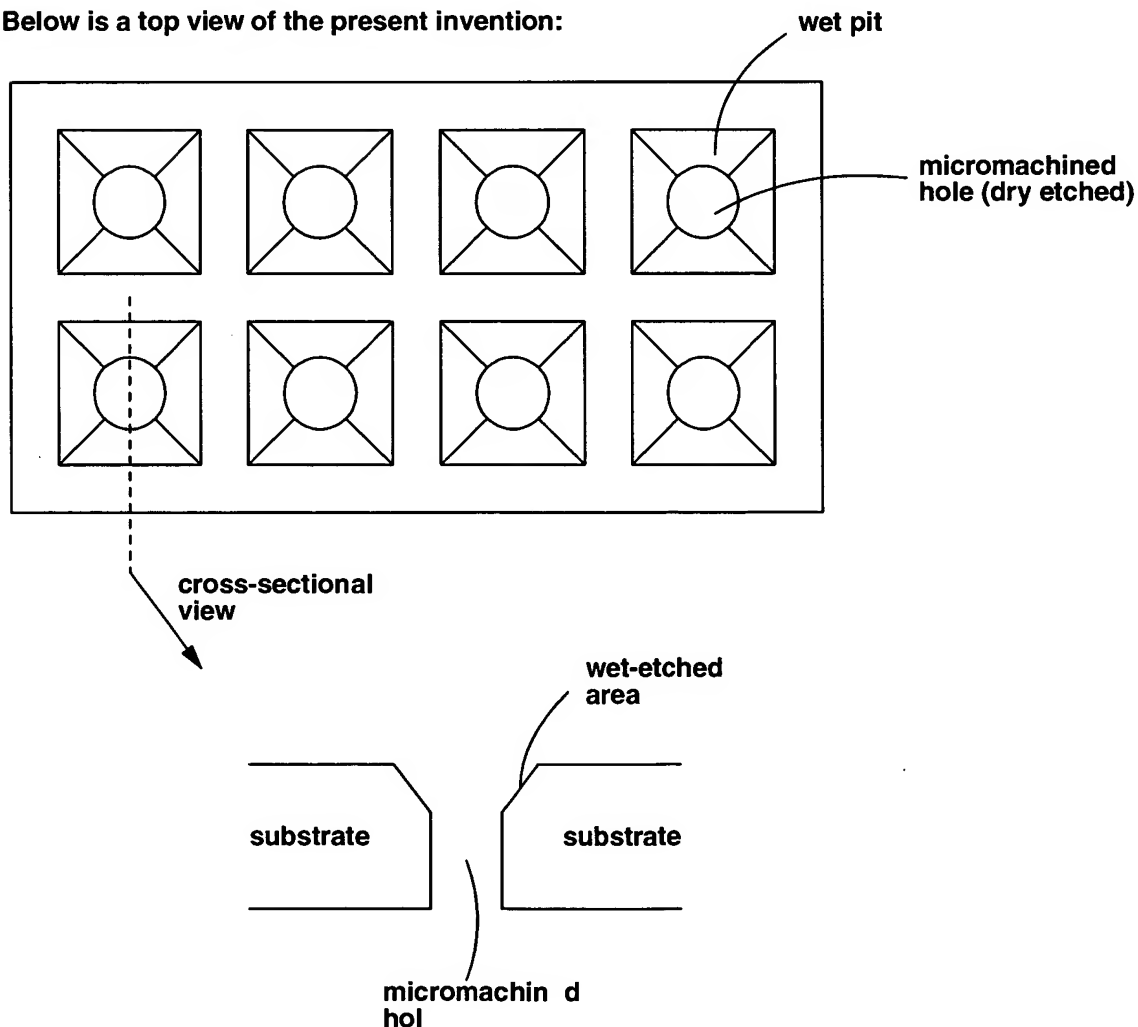 Below is a top view of the present invention:
wet pit
micromachined
hole (dry etched)
cross-sectional
view
wet-etched
area
substrate
substrate
micromachin d
hol